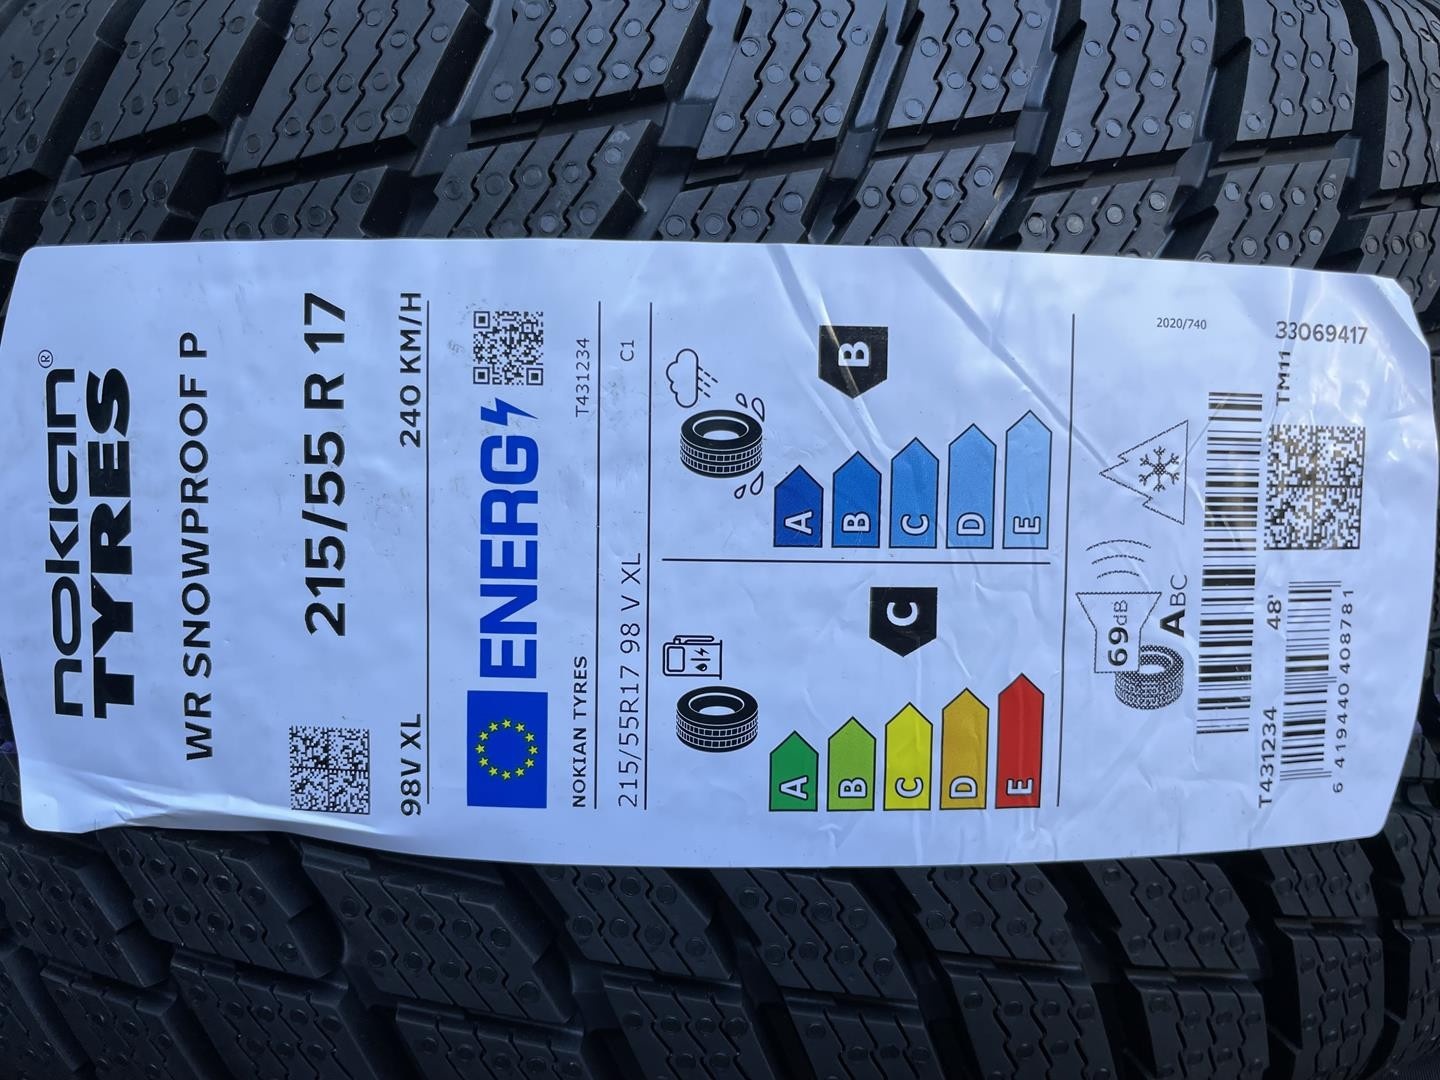 nokian®
TYRES
WR SNOWPROOF P
215/55 R 17
98V XL 240 KM/H
ENERG
NOKIAN TYRES T431234
215/55R17 98 V XL C1
A
B
C
D
E
C
A
B
C
D
E
B
69dB
ABC
2020/740
T431234 48' TM11
33069417
6 419440 408781